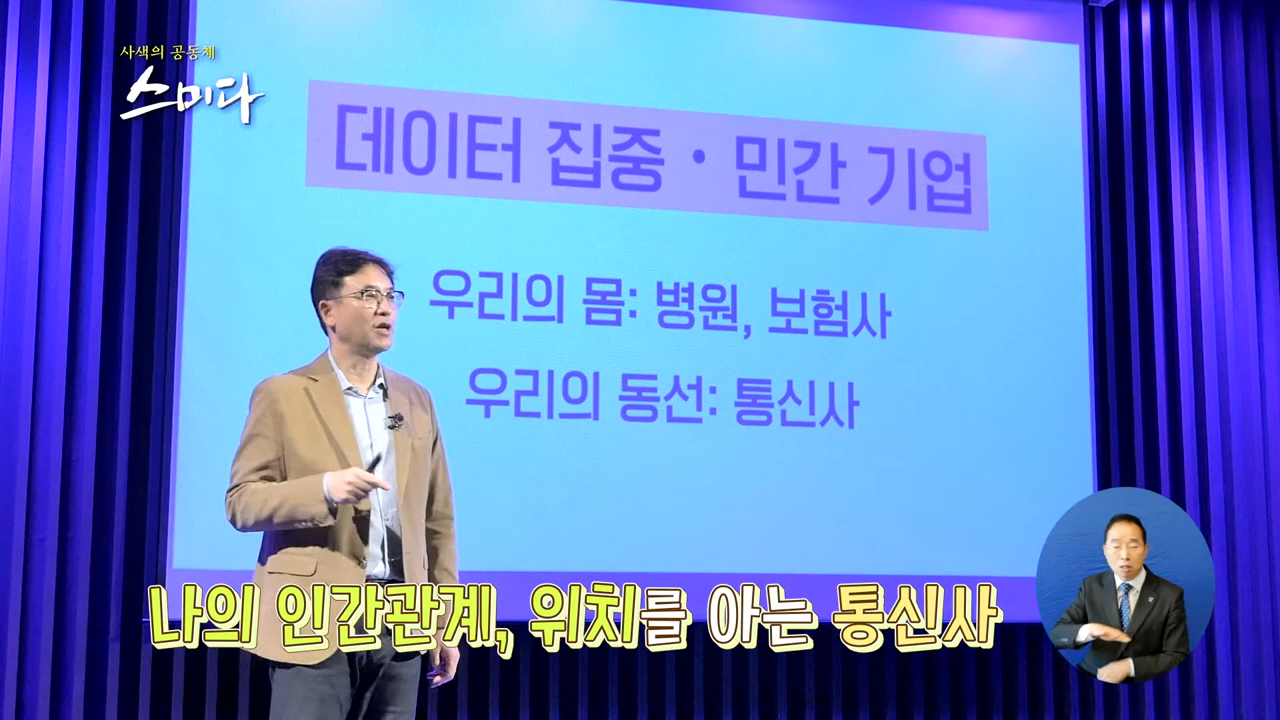 사색의 공동체
스미다
데이터 집중·민간 기업
우리의 몸: 병원, 보험사
우리의 동선: 통신사
나의 인간관계, 위치를 아는 통신사